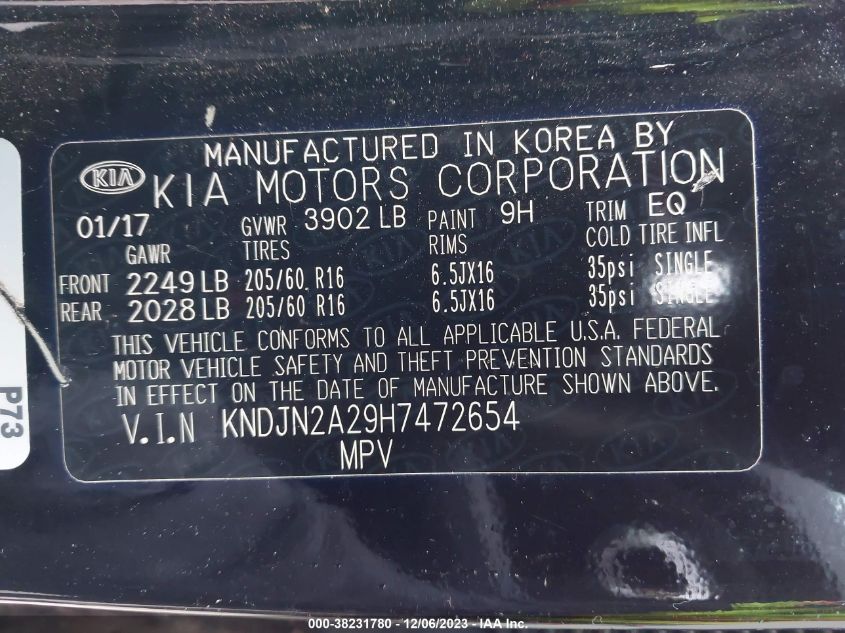 MANUFACTURED IN KOREA BY
KIA KIA MOTORS CORPORATION
01/17 GVWR 3902 LB PAINT 9H TRIM EQ
GAWR TIRES RIMS COLD TIRE INFL
FRONT 2249 LB 205/60 R16 6.5JX16 35psi SINGLE
REAR 2028 LB 205/60 R16 6.5JX16 35psi SINGLE
THIS VEHICLE CONFORMS TO ALL APPLICABLE U.S.A. FEDERAL
MOTOR VEHICLE SAFETY AND THEFT PREVENTION STANDARDS
IN EFFECT ON THE DATE OF MANUFACTURE SHOWN ABOVE.
V.I.N KNDJN2A29H7472654
MPV
P73
000-38231780 - 12/06/2023 - IAA Inc.